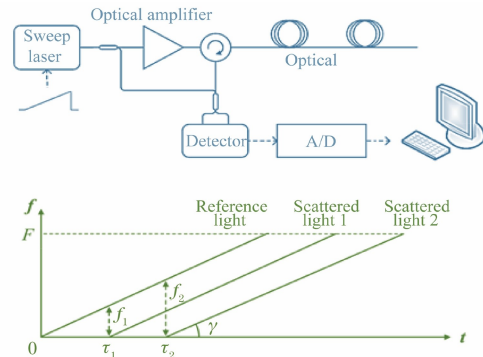 Optical amplifier
Sweep
laser
Optical
Detector
A/D
f
Reference
light
Scattered
light 1
Scattered
light 2
F
f₁
f₂
γ
0
τ₁
τ₂
t